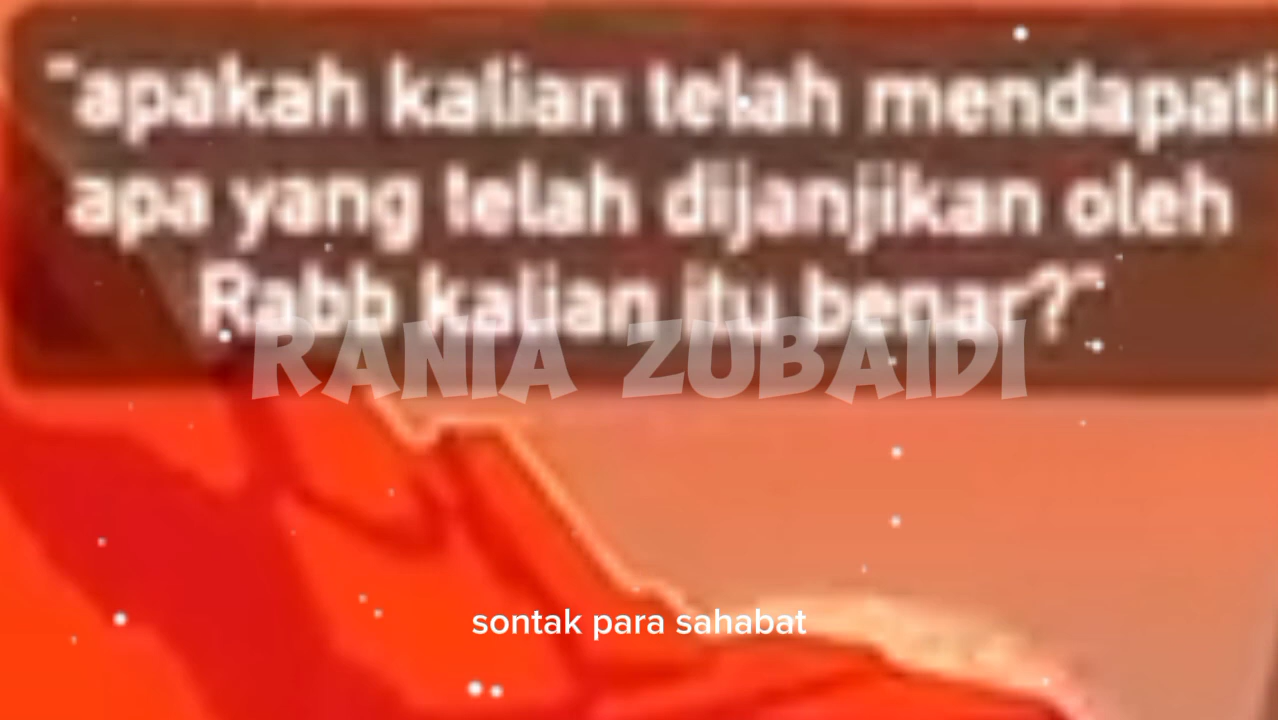 "apakah kalian telah mendapati
apa yang telah dijanjikan oleh
Rabb kalian itu benar?"
RANIA ZUBAIDI
sontak para sahabat